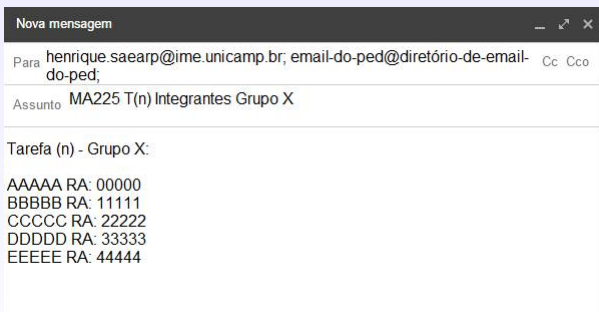 Nova mensagem
Para henrique.saearp@ime.unicamp.br; email-do-ped@diretório-de-email- Cc Cco
do-ped;
Assunto MA225 T(n) Integrantes Grupo X
Tarefa (n) - Grupo X:
AAAAA RA: 00000
BBBBB RA: 11111
CCCCC RA: 22222
DDDDD RA: 33333
EEEEE RA: 44444